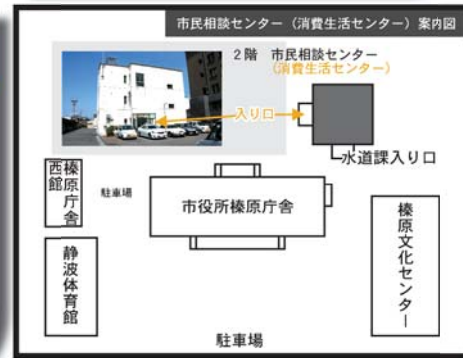 市民相談センター（消費生活センター）案内図
2階 市民相談センター
（消費生活センター）
入り口
水道課入り口
榛原庁舎
西館
駐車場
市役所榛原庁舎
静波体育館
榛原文化センター
駐車場